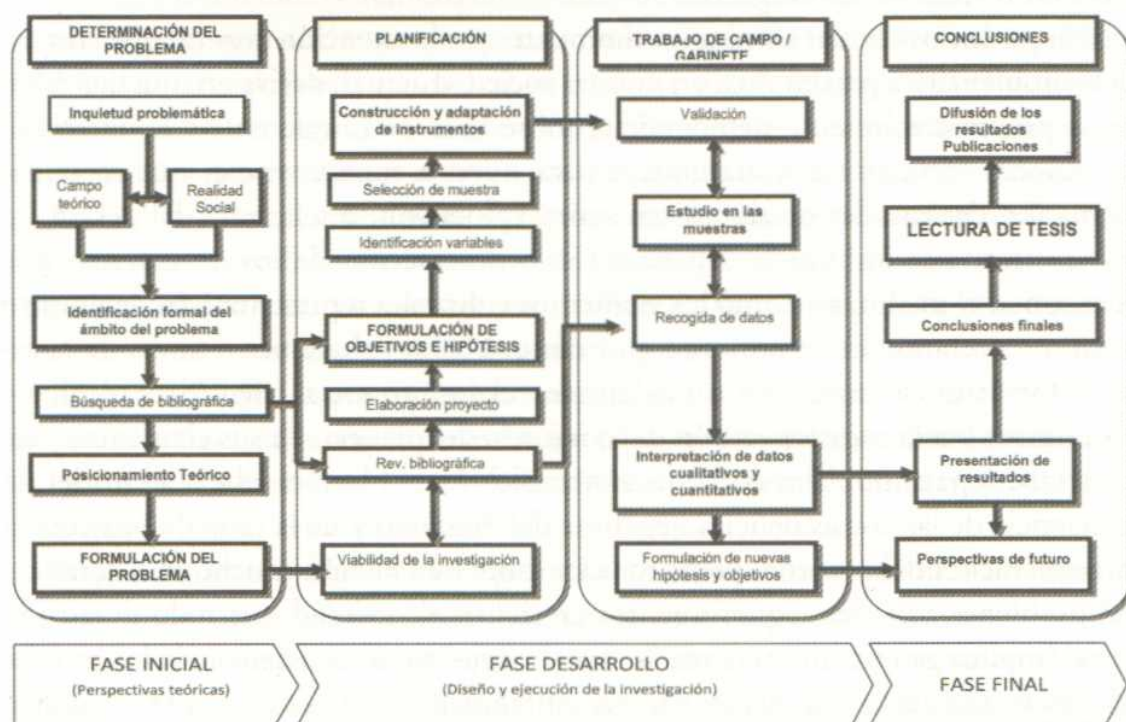 DETERMINACIÓN DEL
PROBLEMA
Inquietud problemática
Campo
teórico
Realidad
Social
Identificación formal del
ámbito del problema
Búsqueda de bibliográfica
Posicionamiento Teórico
FORMULACIÓN DEL
PROBLEMA
PLANIFICACIÓN
Construcción y adaptación
de Instrumentos
Selección de muestra
Identificación variables
FORMULACIÓN DE
OBJETIVOS E HIPÓTESIS
Elaboración proyecto
Rev. bibliográfica
Viabilidad de la investigación
TRABAJO DE CAMPO /
GABINETE
Validación
Estudio en las
muestras
Recogida de datos
Interpretación de datos
cualitativos y
cuantitativos
Formulación de nuevas
hipótesis y objetivos
CONCLUSIONES
Difusión de los
resultados
Publicaciones
LECTURA DE TESIS
Conclusiones finales
Presentación de
resultados
Perspectivas de futuro
FASE INICIAL
(Perspectivas teóricas)
FASE DESARROLLO
(Diseño y ejecución de la investigación)
FASE FINAL